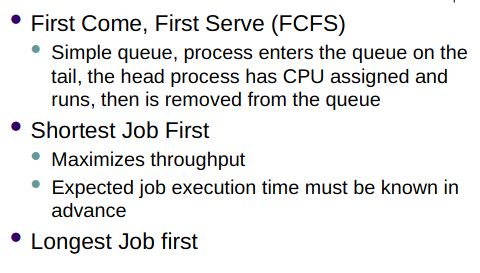 First Come, First Serve (FCFS)
Simple queue, process enters the queue on the
tail, the head process has CPU assigned and
runs, then is removed from the queue
Shortest Job First
Maximizes throughput
Expected job execution time must be known in
advance
Longest Job first